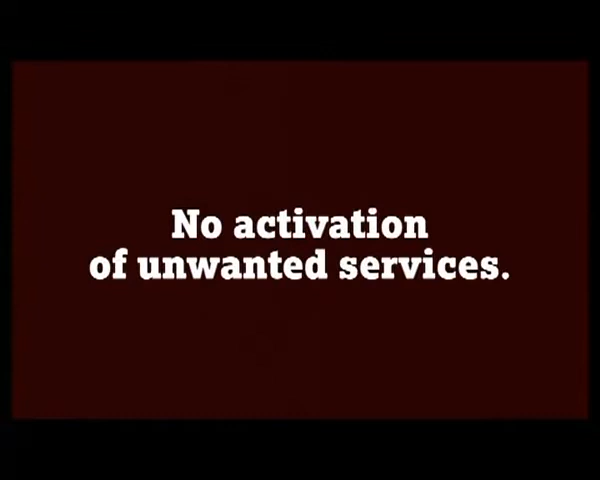 No activation
of unwanted services.